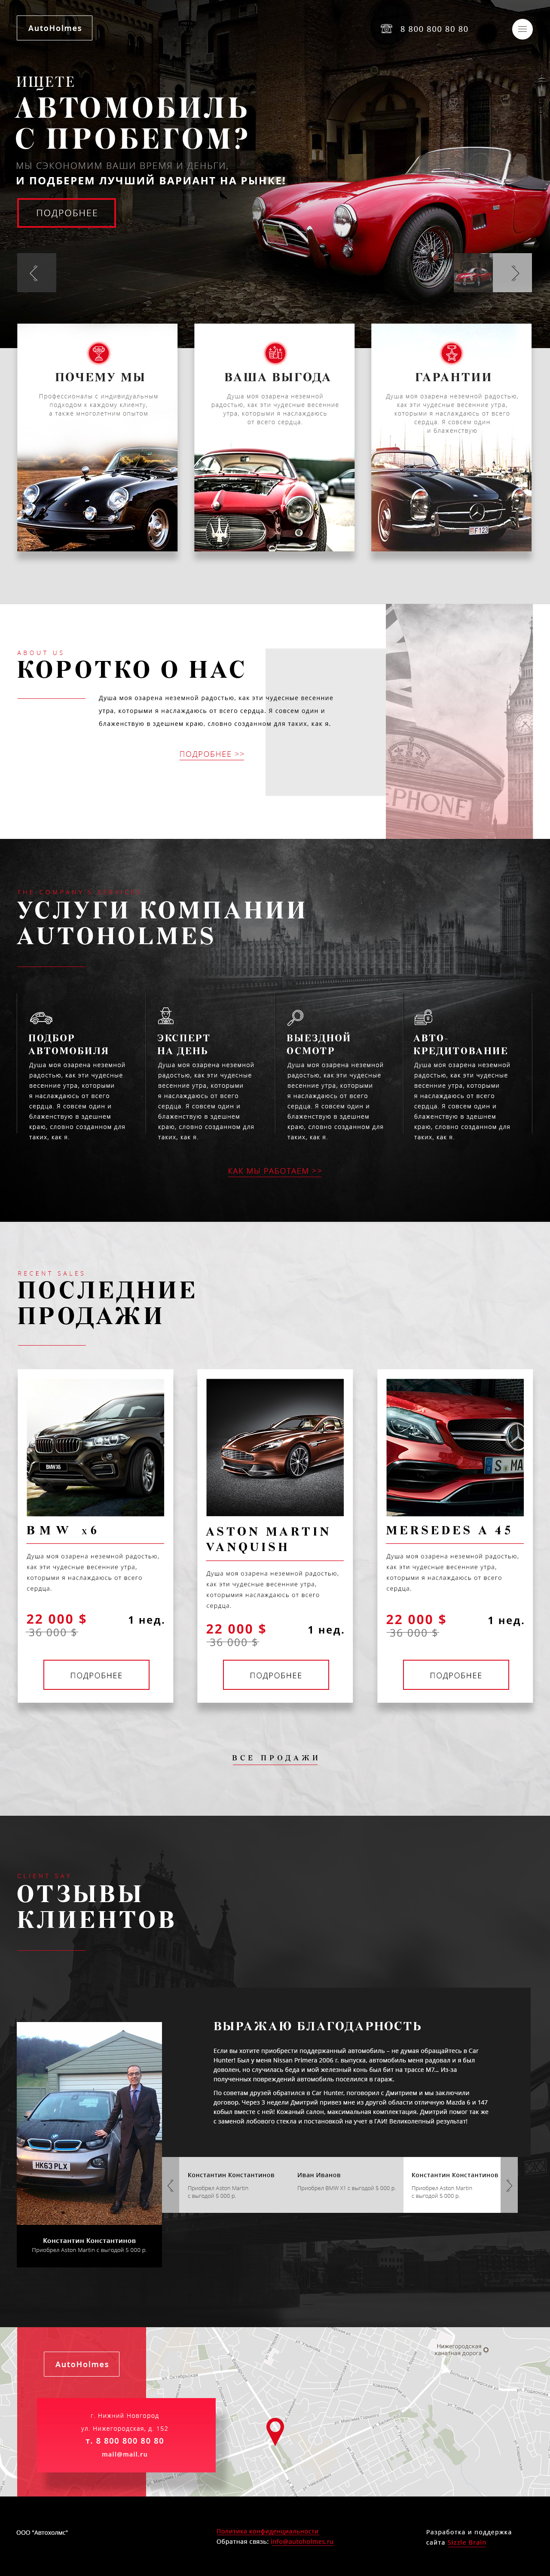 AutoHolmes
8 800 800 80 80
ИЩЕТЕ
АВТОМОБИЛЬ
С ПРОБЕГОМ?
МЫ СЭКОНОМИМ ВАШИ ВРЕМЯ И ДЕНЬГИ,
И ПОДБЕРЕМ ЛУЧШИЙ ВАРИАНТ НА РЫНКЕ!
ПОДРОБНЕЕ
ПОЧЕМУ МЫ
Профессионалы с индивидуальным
подходом к каждому клиенту,
а также многолетним опытом
ВАША ВЫГОДА
Душа моя озарена неземной
радостью, как эти чудесные весенние
утра, которыми я наслаждаюсь
от всего сердца.
ГАРАНТИИ
Душа моя озарена неземной радостью,
как эти чудесные весенние утра,
которыми я наслаждаюсь от всего
сердца. Я совсем один
и блаженствую
ABOUT US
КОРОТКО О НАС
Душа моя озарена неземной радостью, как эти чудесные весенние
утра, которыми я наслаждаюсь от всего сердца. Я совсем один и
блаженствую в здешнем краю, словно созданном для таких, как я.
ПОДРОБНЕЕ >>
EPHONE
THE COMPANY'S SERVICES
УСЛУГИ КОМПАНИИ
AUTOHOLMES
ПОДБОР
АВТОМОБИЛЯ
Душа моя озарена неземной
радостью, как эти чудесные
весенние утра, которыми
я наслаждаюсь от всего
сердца. Я совсем один и
блаженствую в здешнем
краю, словно созданном для
таких, как я.
ЭКСПЕРТ
НА ДЕНЬ
Душа моя озарена неземной
радостью, как эти чудесные
весенние утра, которыми
я наслаждаюсь от всего
сердца. Я совсем один и
блаженствую в здешнем
краю, словно созданном для
таких, как я.
ВЫЕЗДНОЙ
ОСМОТР
Душа моя озарена неземной
радостью, как эти чудесные
весенние утра, которыми
я наслаждаюсь от всего
сердца. Я совсем один и
блаженствую в здешнем
краю, словно созданном для
таких, как я.
АВТО-
КРЕДИТОВАНИЕ
Душа моя озарена неземной
радостью, как эти чудесные
весенние утра, которыми
я наслаждаюсь от всего
сердца. Я совсем один и
блаженствую в здешнем
краю, словно созданном для
таких, как я.
КАК МЫ РАБОТАЕМ >>
RECENT SALES
ПОСЛЕДНИЕ
ПРОДАЖИ
BMW X6
BMW x6
Душа моя озарена неземной радостью,
как эти чудесные весенние утра,
которыми я наслаждаюсь от всего
сердца.
22 000 $
1 нед.
36 000 $
ПОДРОБНЕЕ
ASTON MARTIN
VANQUISH
Душа моя озарена неземной радостью,
как эти чудесные весенние утра,
которымия наслаждаюсь от всего
сердца.
22 000 $
1 нед.
36 000 $
ПОДРОБНЕЕ
S MA
MERSEDES A 45
Душа моя озарена неземной радостью,
как эти чудесные весенние утра,
которыми я наслаждаюсь от всего
сердца.
22 000 $
1 нед.
36 000 $
ПОДРОБНЕЕ
ВСЕ ПРОДАЖИ
CLIENT SAY
ОТЗЫВЫ
КЛИЕНТОВ
ВЫРАЖАЮ БЛАГОДАРНОСТЬ
Если вы хотите приобрести поддержанный автомобиль – не думая обращайтесь в Car
Hunter! Был у меня Nissan Primera 2006 г. выпуска, автомобиль меня радовал и я был
доволен, но случилась беда и мой железный конь был бит на трассе М7... Из-за
полученных повреждений автомобиль поселился в гараж.
По советам друзей обратился в Car Hunter, поговорил с Дмитрием и мы заключили
договор. Через 3 недели Дмитрий привез мне из другой области отличную Mazda 6 и 147
кобыл вместе с ней! Кожаный салон, максимальная комплектация. Дмитрий помог так же
с заменой лобового стекла и постановкой на учет в ГАИ! Великолепный результат!
HK63 PLX
Константин Константинов
Приобрел Aston Martin с выгодой 5 000 р.
Константин Константинов
Приобрел Aston Martin
с выгодой 5 000 р.
Иван Иванов
Приобрел BMW X1 с выгодой 5 000 р.
Константин Константинов
Приобрел Aston Martin
с выгодой 5 000 р.
AutoHolmes
г. Нижний Новгород
ул. Нижегородская, д. 152
т. 8 800 800 80 80
mail@mail.ru
Нижегородская
канатная дорога
ООО "Автохолмс"
Политика конфиденциальности
Обратная связь: info@autoholmes.ru
Разработка и поддержка
сайта Sizzle Brain